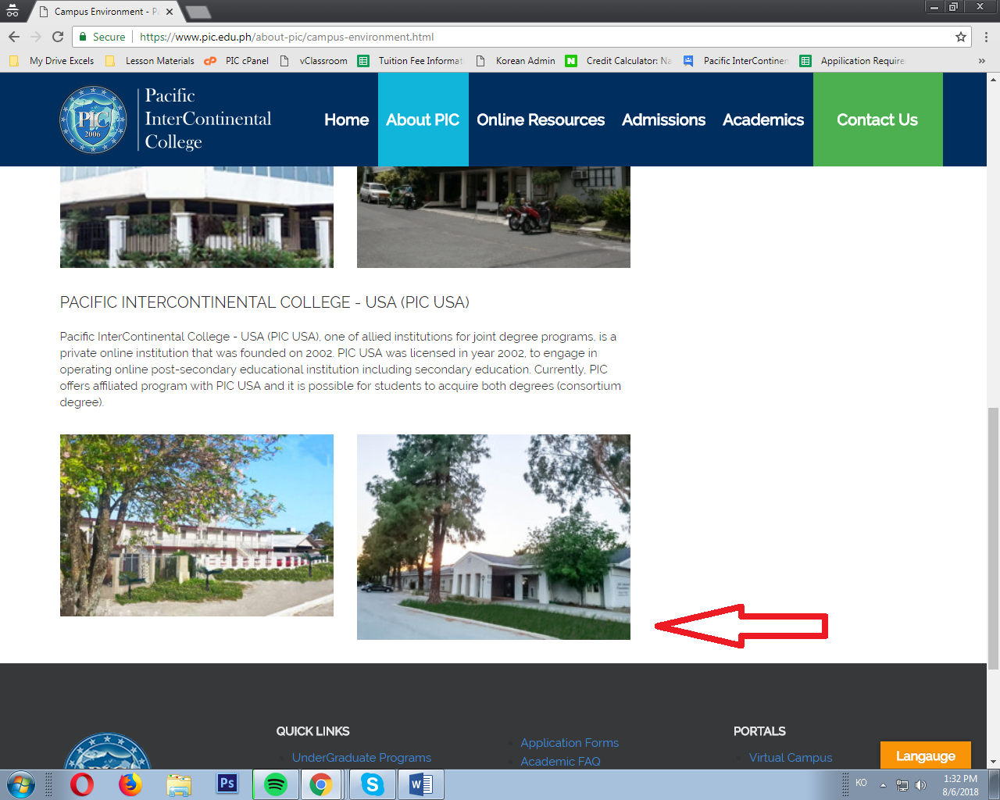 Campus Environment - P
Secure
https://www.pic.edu.ph/about-pic/campus-environment.html
My Drive Excels
Lesson Materials
PIC cPanel
vClassroom
Tuition Fee Informat
Korean Admin
Credit Calculator: Na
Pacific InterContinen
Appilication Require
»
PIC
2006
Pacific
InterContinental
College
Home
About PIC
Online Resources
Admissions
Academics
Contact Us
PACIFIC INTERCONTINENTAL COLLEGE - USA (PIC USA)
Pacific InterContinental College - USA (PIC USA), one of allied institutions for joint degree programs, is a
private online institution that was founded on 2002. PIC USA was licensed in year 2002, to engage in
operating online post-secondary educational institution including secondary education. Currently, PIC
offers affiliated program with PIC USA and it is possible for students to acquire both degrees (consortium
degree).
QUICK LINKS
UnderGraduate Programs
Application Forms
Academic FAQ
PORTALS
Virtual Campus
Langauge
Ps
KO
1:32 PM
8/6/2018